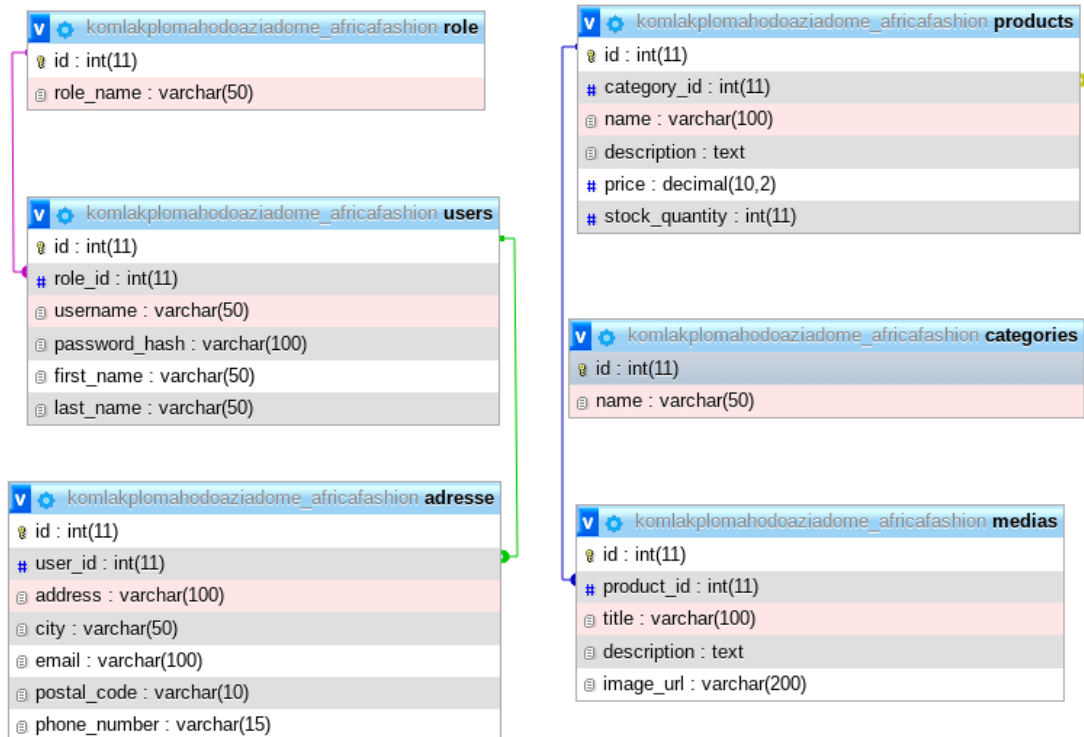 v komlakplomahodoaziadome_africafashion role
id : int(11)
role_name : varchar(50)
v komlakplomahodoaziadome_africafashion users
id : int(11)
# role_id : int(11)
username : varchar(50)
password_hash : varchar(100)
first_name : varchar(50)
last_name : varchar(50)
v komlakplomahodoaziadome_africafashion adresse
id : int(11)
# user_id : int(11)
address : varchar(100)
city : varchar(50)
email : varchar(100)
postal_code : varchar(10)
phone_number : varchar(15)
v komlakplomahodoaziadome_africafashion products
id : int(11)
# category_id : int(11)
name : varchar(100)
description : text
# price : decimal(10,2)
# stock_quantity : int(11)
v komlakplomahodoaziadome_africafashion categories
id : int(11)
name : varchar(50)
v komlakplomahodoaziadome_africafashion medias
id : int(11)
# product_id : int(11)
title : varchar(100)
description : text
image_url : varchar(200)